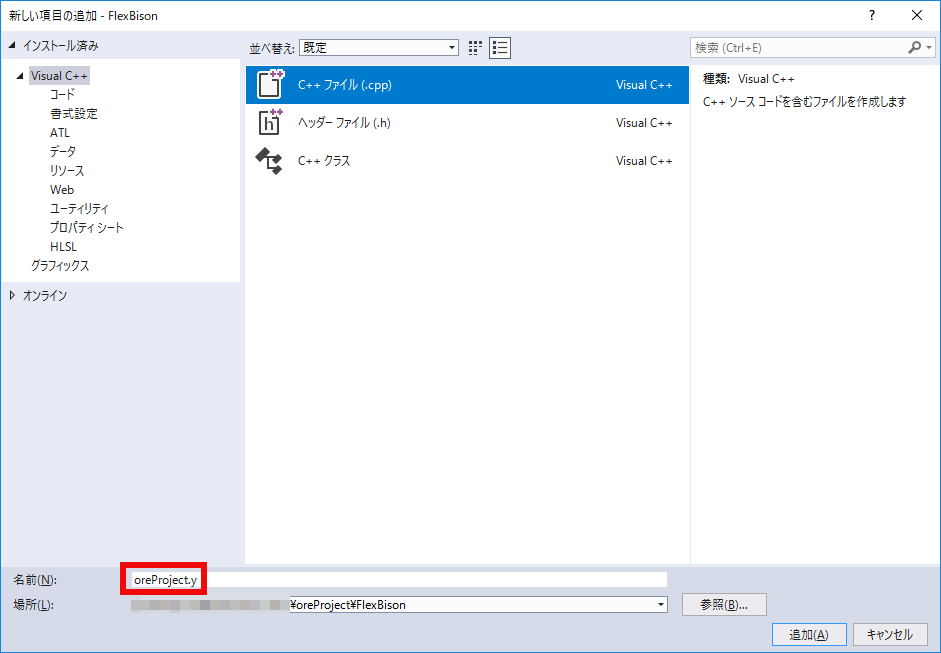 新しい項目の追加 - FlexBison
?
インストール済み
並べ替え: 既定
検索 (Ctrl+E)
Visual C++
コード
書式設定
ATL
データ
リソース
Web
ユーティリティ
プロパティ シート
HLSL
グラフィックス
オンライン
C++ ファイル (.cpp) Visual C++
ヘッダー ファイル (.h) Visual C++
C++ クラス Visual C++
種類: Visual C++
C++ ソース コードを含むファイルを作成します
名前(N): oreProject.y
場所(L): ¥oreProject¥FlexBison 参照(B)...
追加(A) キャンセル